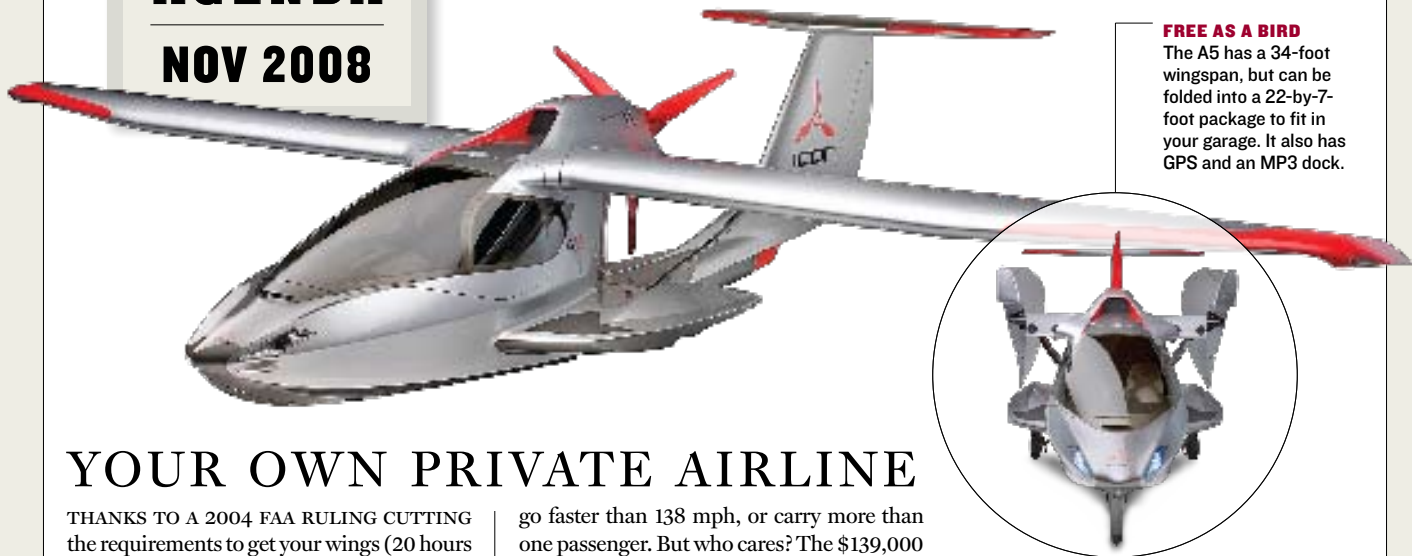 AGENDA
NOV 2008
FREE AS A BIRD
The A5 has a 34-foot
wingspan, but can be
folded into a 22-by-7-
foot package to fit in
your garage. It also has
GPS and an MP3 dock.
icon
YOUR OWN PRIVATE AIRLINE
THANKS TO A 2004 FAA RULING CUTTING
the requirements to get your wings (20 hours
go faster than 138 mph, or carry more than
one passenger. But who cares? The $139,000